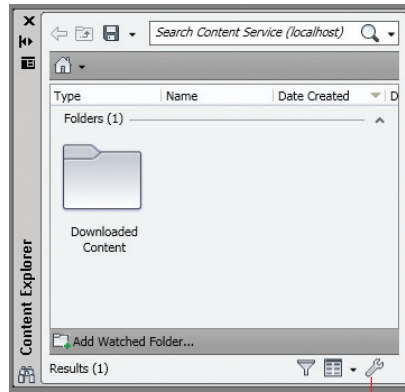 Search Content Service (localhost)
Type Name Date Created D
Folders (1)
Downloaded
Content
Add Watched Folder...
Results (1)
Content Explorer